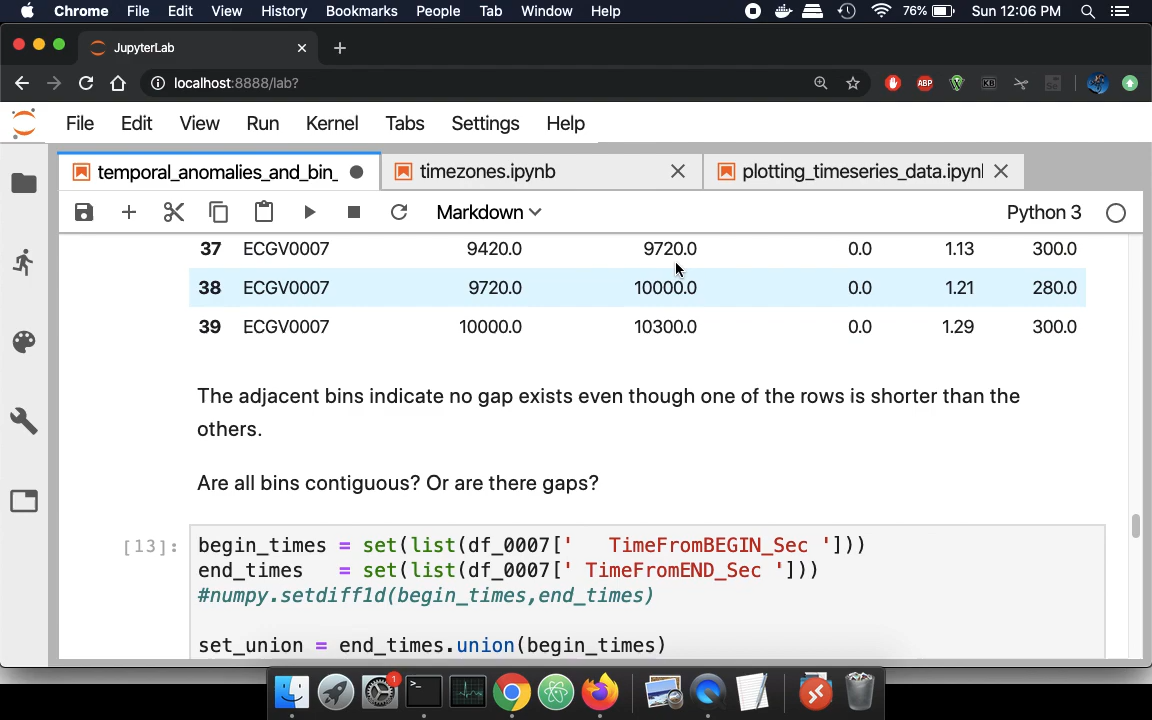 Chrome File Edit View History Bookmarks People Tab Window Help 76% Sun 12:06 PM
JupyterLab
localhost:8888/lab?
ABP
KB
File Edit View Run Kernel Tabs Settings Help
temporal_anomalies_and_bin_ timezones.ipynb plotting_timeseries_data.ipynl
Markdown Python 3
37 ECGV0007 9420.0 9720.0 0.0 1.13 300.0
38 ECGV0007 9720.0 10000.0 0.0 1.21 280.0
39 ECGV0007 10000.0 10300.0 0.0 1.29 300.0
The adjacent bins indicate no gap exists even though one of the rows is shorter than the
others.
Are all bins contiguous? Or are there gaps?
[13]: begin_times = set(list(df_0007['   TimeFromBEGIN_Sec ']))
end_times   = set(list(df_0007[' TimeFromEND_Sec ']))
#numpy.setdiff1d(begin_times,end_times)
set_union = end_times.union(begin_times)
1